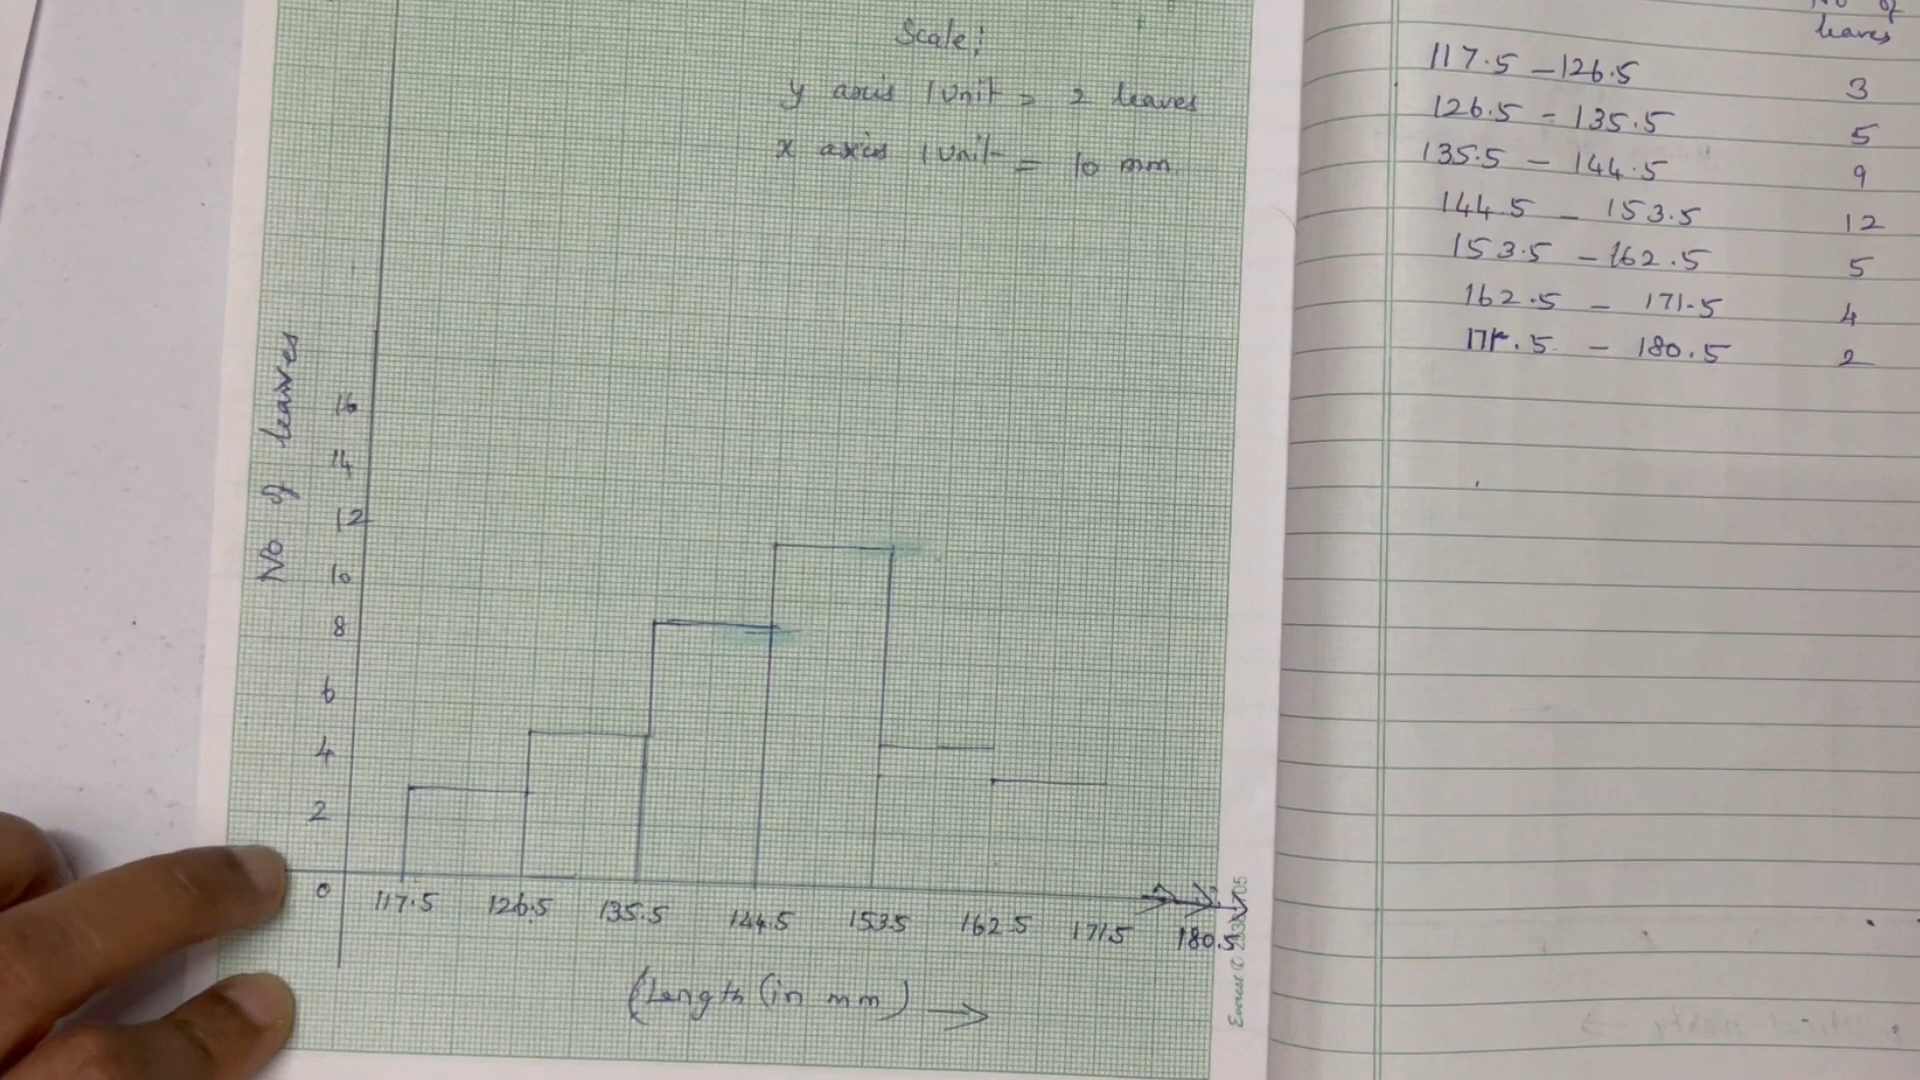 Scale:
y axis 1 unit = 2 leaves
x axis 1 unit = 10 mm.
No of leaves
16
14
12
10
8
6
4
2
0
117.5 126.5 135.5 144.5 153.5 162.5 171.5 180.5
(Length (in mm) →
No of
leaves
117.5 – 126.5 3
126.5 - 135.5 5
135.5 – 144.5 9
144.5 – 153.5 12
153.5 – 162.5 5
162.5 – 171.5 4
171.5 – 180.5 2